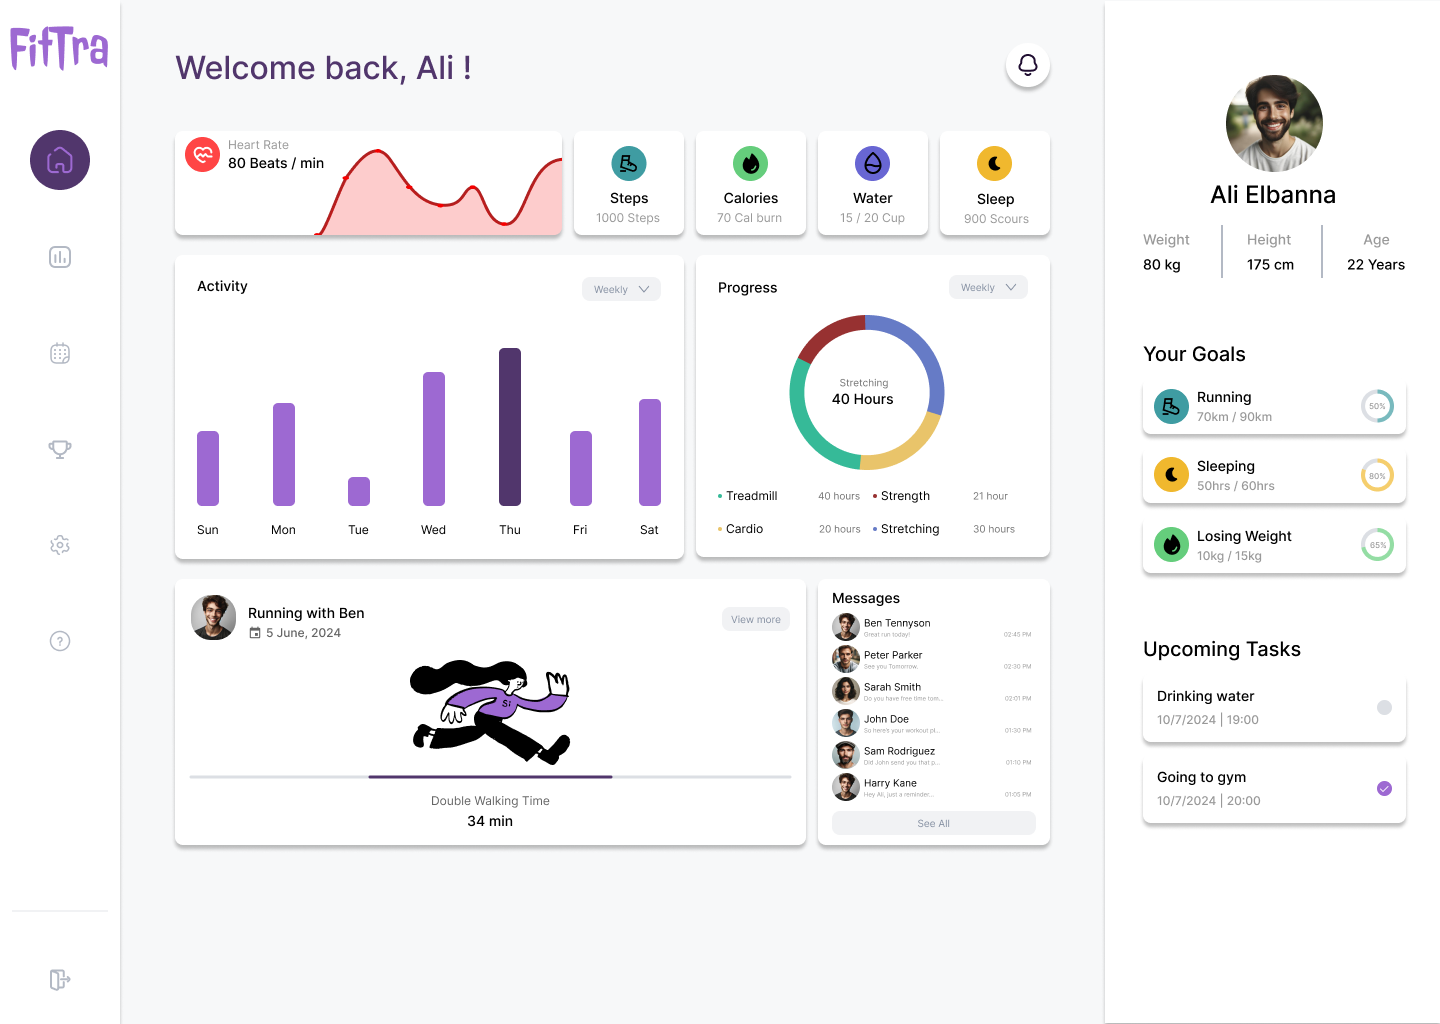 FitTra
Welcome back, Ali !
Heart Rate
80 Beats / min
Steps
1000 Steps
Calories
70 Cal burn
Water
15 / 20 Cup
Sleep
900 Scours
Activity
Weekly
Sun Mon Tue Wed Thu Fri Sat
Progress
Weekly
Stretching
40 Hours
Treadmill 40 hours Strength 21 hour
Cardio 20 hours Stretching 30 hours
Running with Ben
5 June, 2024
View more
Si
Double Walking Time
34 min
Messages
Ben Tennyson
Great run today! 02:45 PM
Peter Parker
See you Tomorrow. 02:30 PM
Sarah Smith
Do you have free time tom... 02:01 PM
John Doe
So here's your workout pl... 01:30 PM
Sam Rodriguez
Did John send you that p... 01:10 PM
Harry Kane
Hey Ali, just a reminder... 01:05 PM
See All
Ali Elbanna
Weight Height Age
80 kg 175 cm 22 Years
Your Goals
Running
70km / 90km
50%
Sleeping
50hrs / 60hrs
80%
Losing Weight
10kg / 15kg
65%
Upcoming Tasks
Drinking water
10/7/2024 | 19:00
Going to gym
10/7/2024 | 20:00